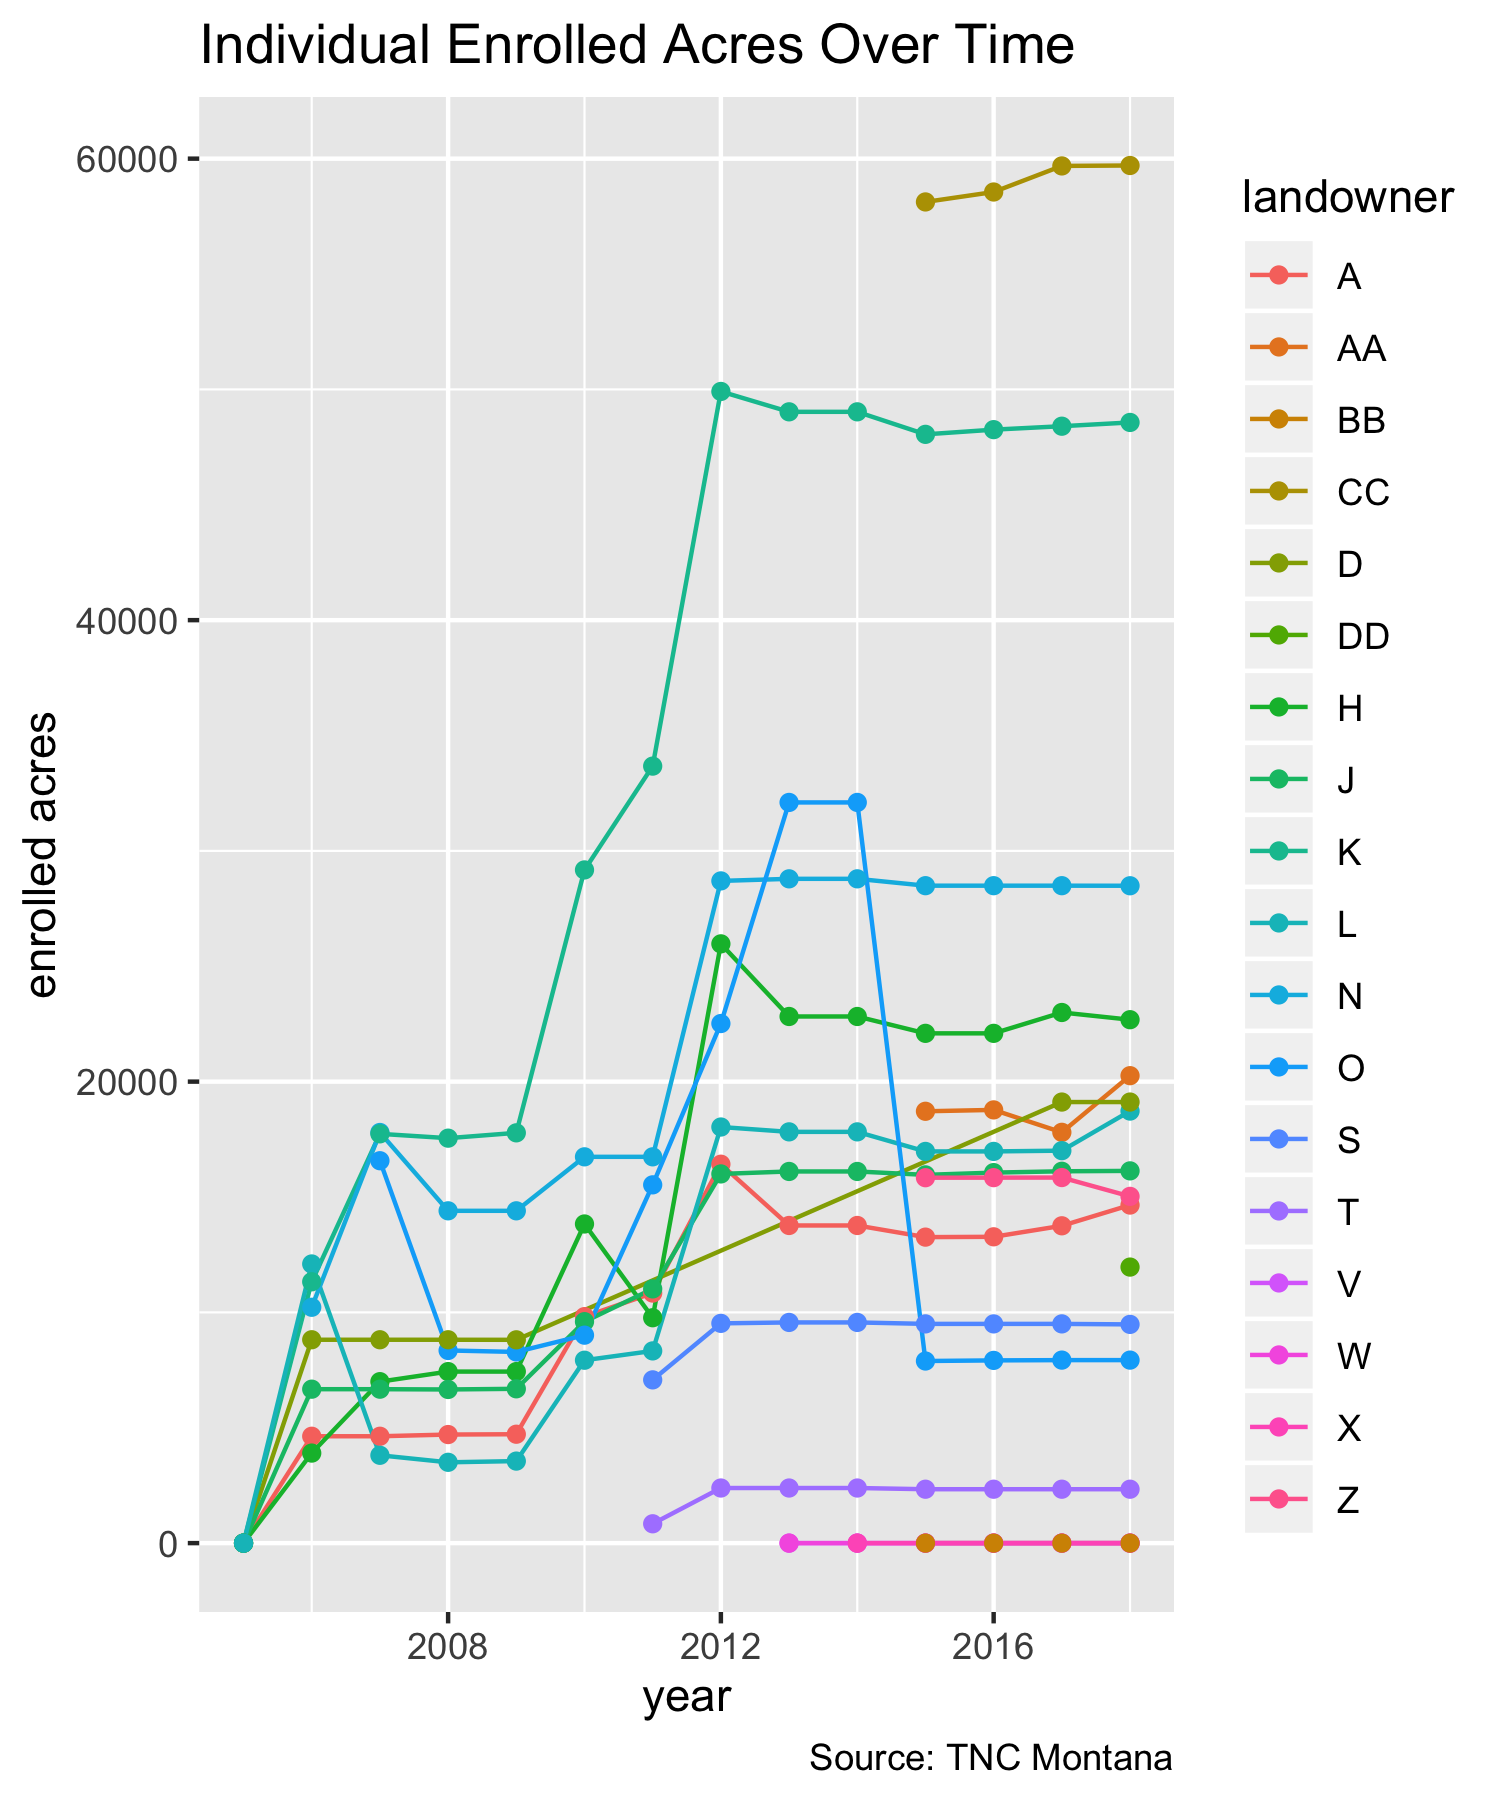 Individual Enrolled Acres Over Time
60000
40000
20000
0
enrolled acres
2008
2012
2016
year
Source: TNC Montana
landowner
A
AA
BB
CC
D
DD
H
J
K
L
N
O
S
T
V
W
X
Z